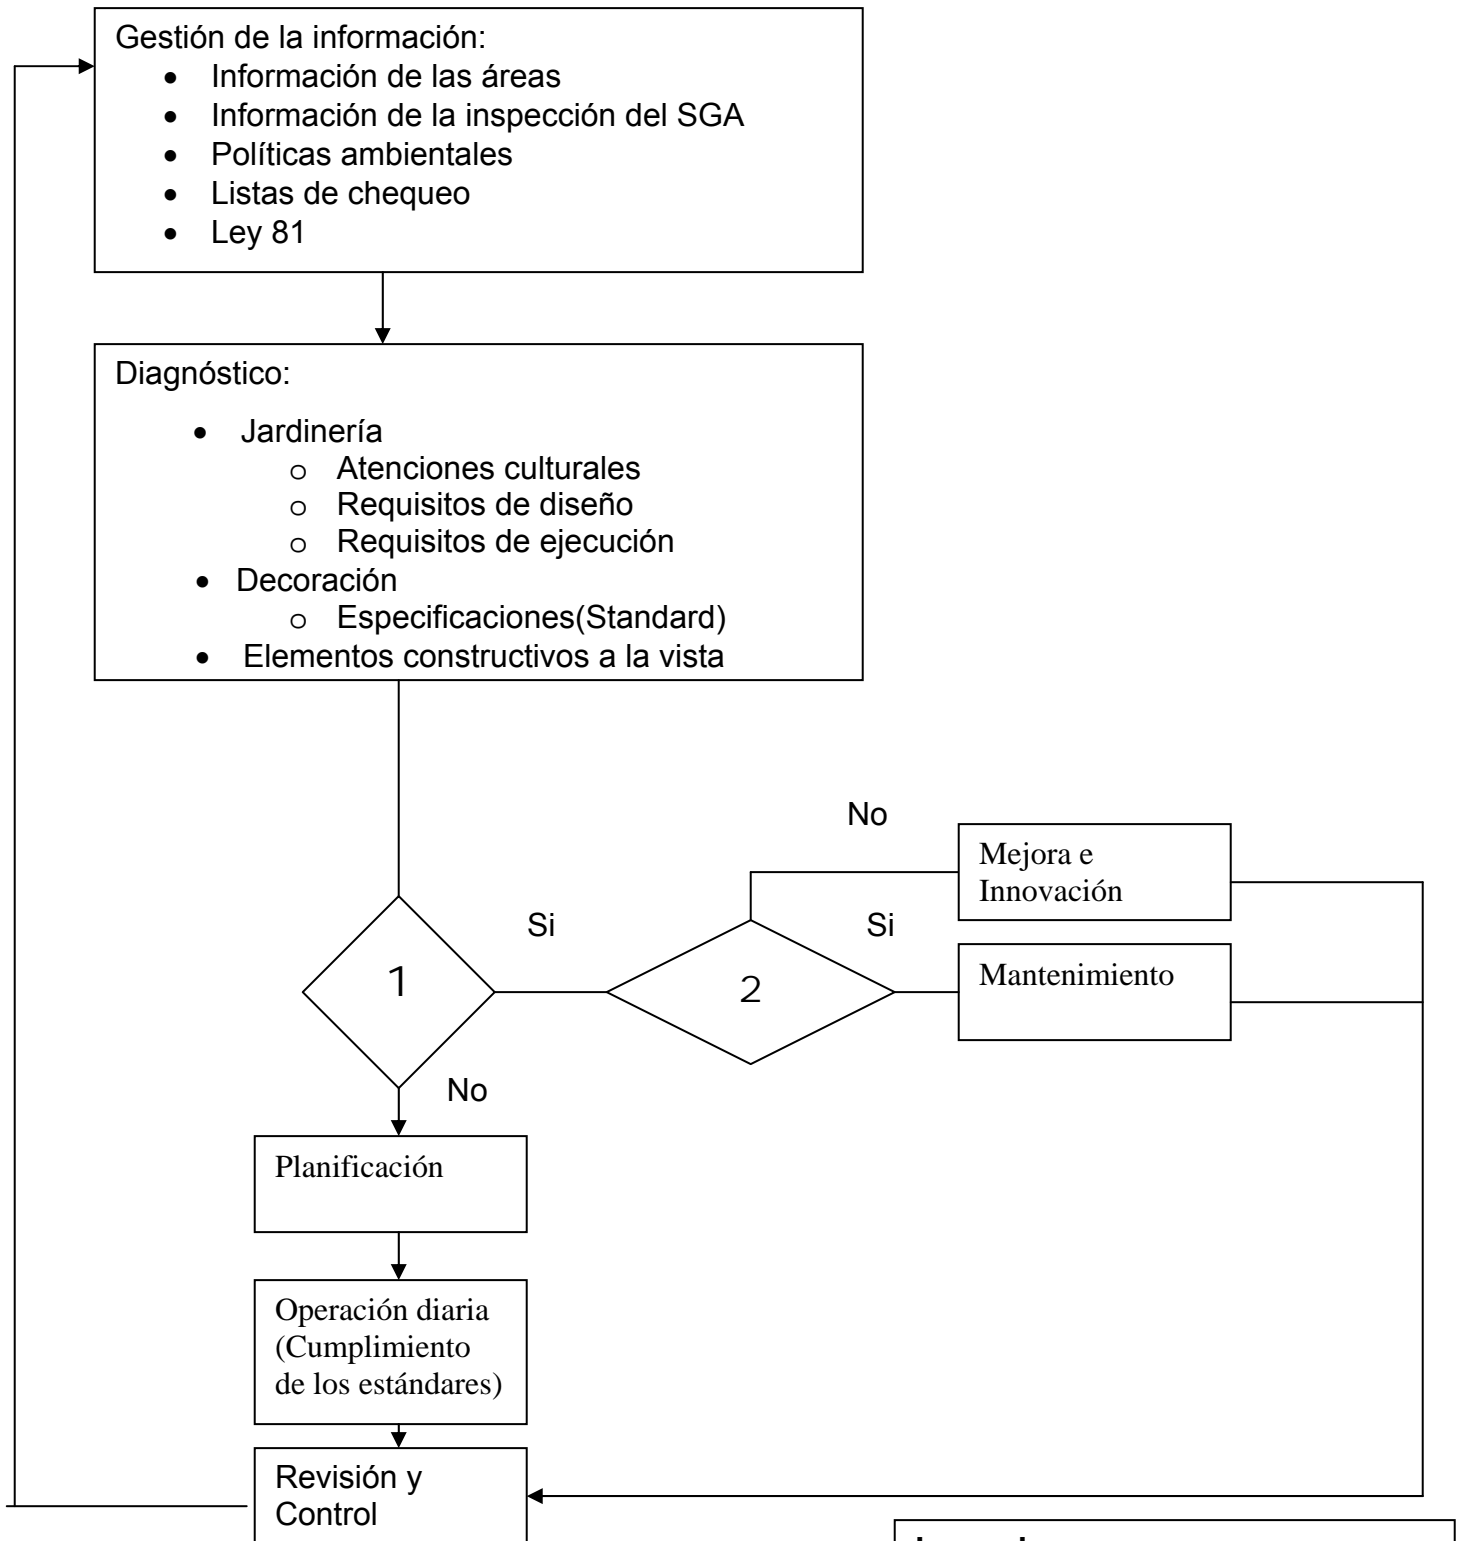 Gestión de la información:
• Información de las áreas
• Información de la inspección del SGA
• Políticas ambientales
• Listas de chequeo
• Ley 81
Diagnóstico:
• Jardinería
o Atenciones culturales
o Requisitos de diseño
o Requisitos de ejecución
• Decoración
o Especificaciones(Standard)
• Elementos constructivos a la vista
No
Mejora e
Innovación
Si
Si
1
2
Mantenimiento
No
Planificación
Operación diaria
(Cumplimiento
de los estándares)
Revisión y
Control